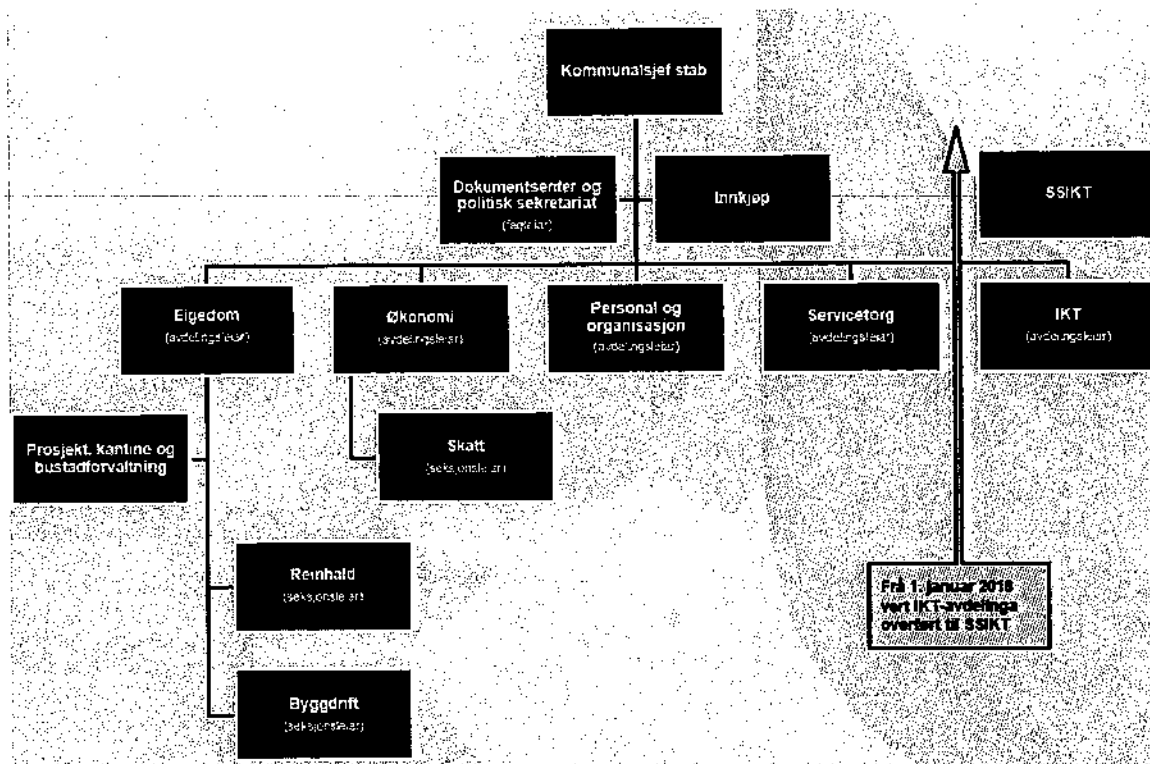 Kommunalsjef stab
Dokumentsenter og
politisk sekretariat
(fagleiar)
Innkjøp
SSIKT
Eigedom
(avdelingsleiar)
Økonomi
(avdelingsleiar)
Personal og
organisasjon
(avdelingsleiar)
Servicetorg
(avdelingsleiar)
IKT
(avdelingsleiar)
Prosjekt, kantine og
bustadforvaltning
Skatt
(seksjonsleiar)
Reinhald
(seksjonsleiar)
Byggdrift
(seksjonsleiar)
Frå 1. januar 2018
vert IKT-avdelinga
overført til SSIKT